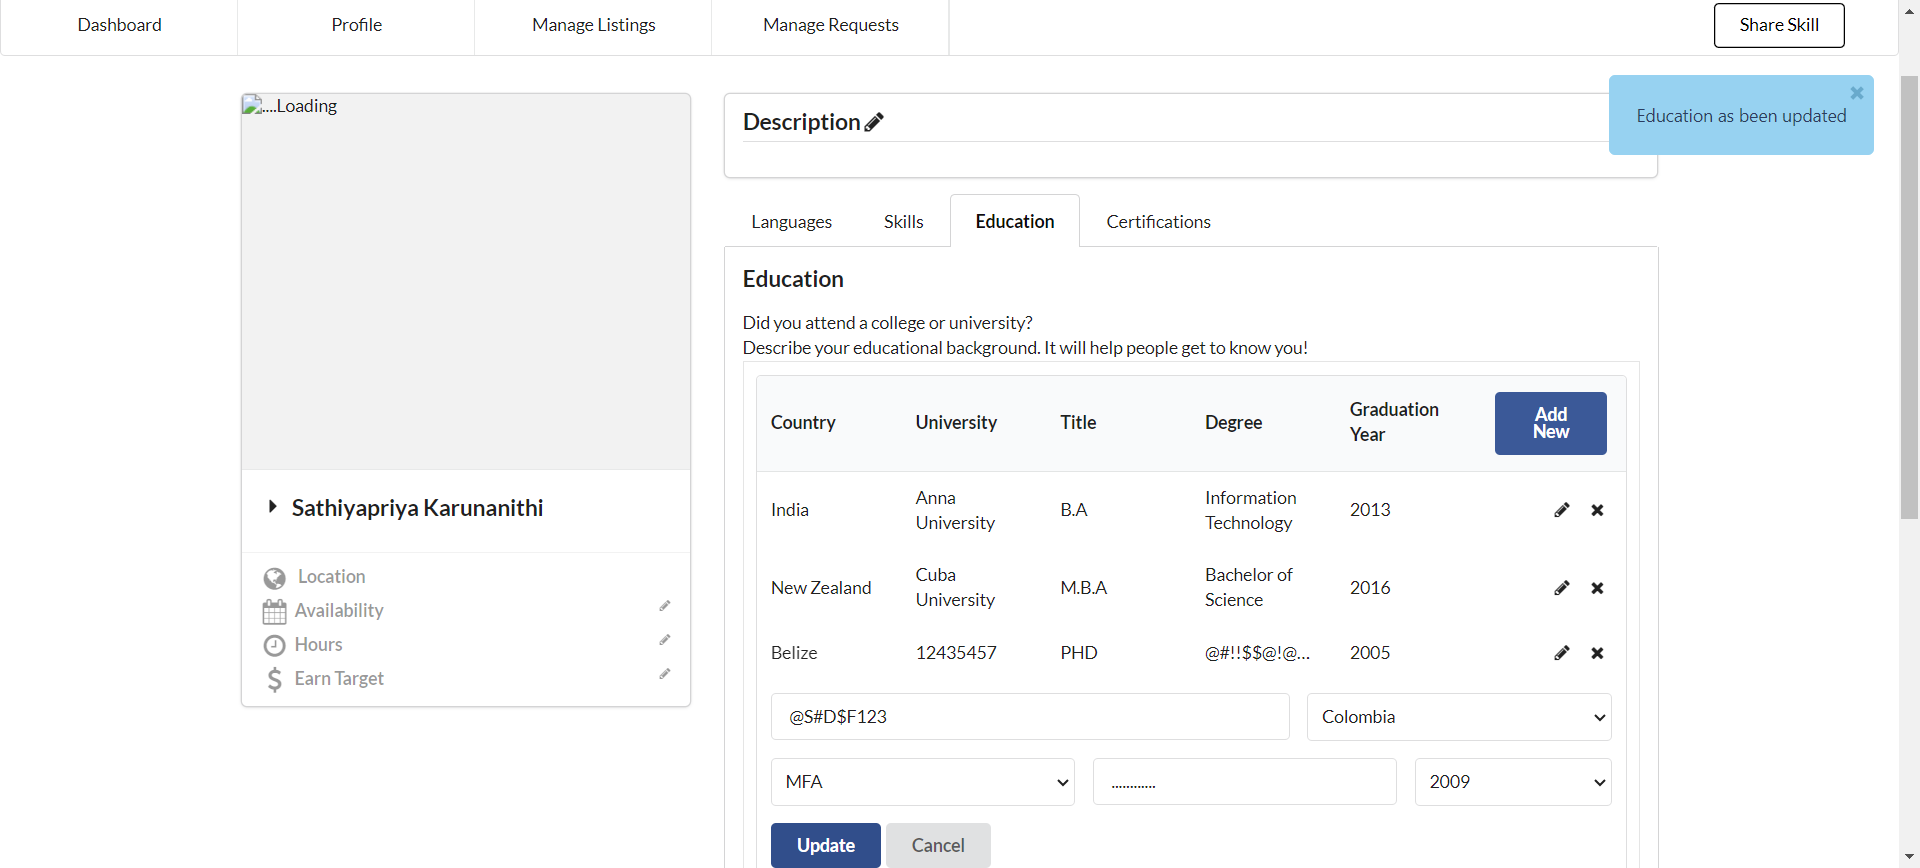 Dashboard
Profile
Manage Listings
Manage Requests
Share Skill
....Loading
Description
Education as been updated
Languages
Skills
Education
Certifications
Education
Did you attend a college or university?
Describe your educational background. It will help people get to know you!
Country
University
Title
Degree
Graduation
Year
Add
New
India
Anna
University
B.A
Information
Technology
2013
New Zealand
Cuba
University
M.B.A
Bachelor of
Science
2016
Belize
12435457
PHD
@#!!$$@!@...
2005
@S#D$F123
Colombia
MFA
............
2009
Update
Cancel
Sathiyapriya Karunanithi
Location
Availability
Hours
Earn Target